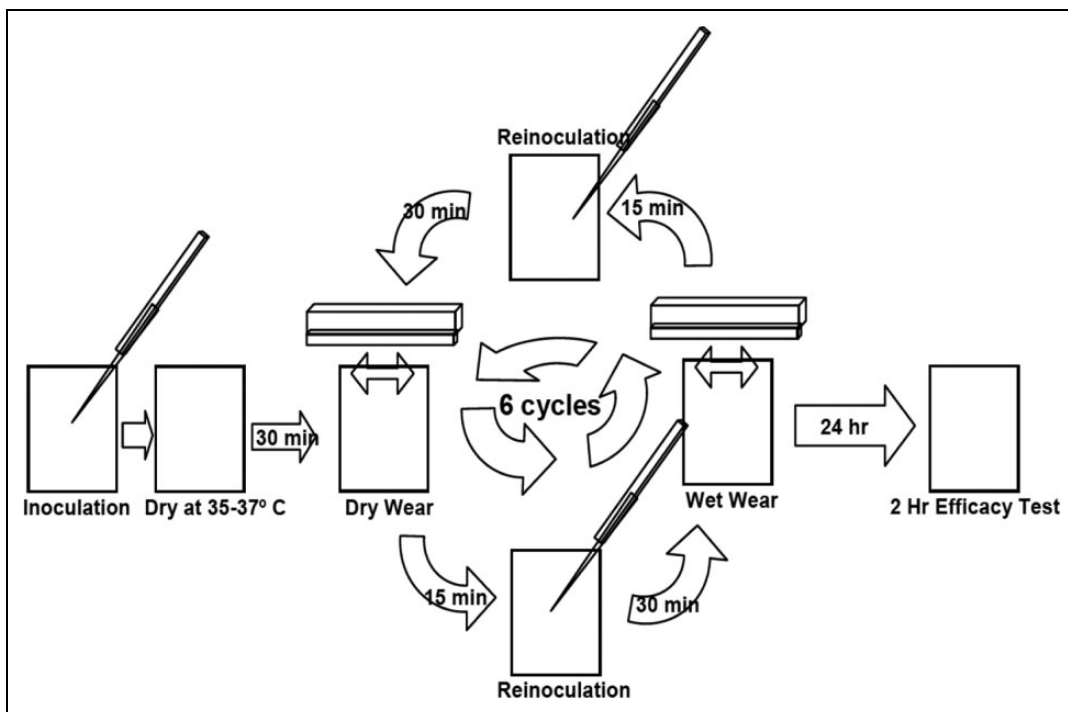 Reinoculation
30 min
15 min
6 cycles
30 min
24 hr
Inoculation
Dry at 35-37º C
Dry Wear
Wet Wear
2 Hr Efficacy Test
15 min
30 min
Reinoculation